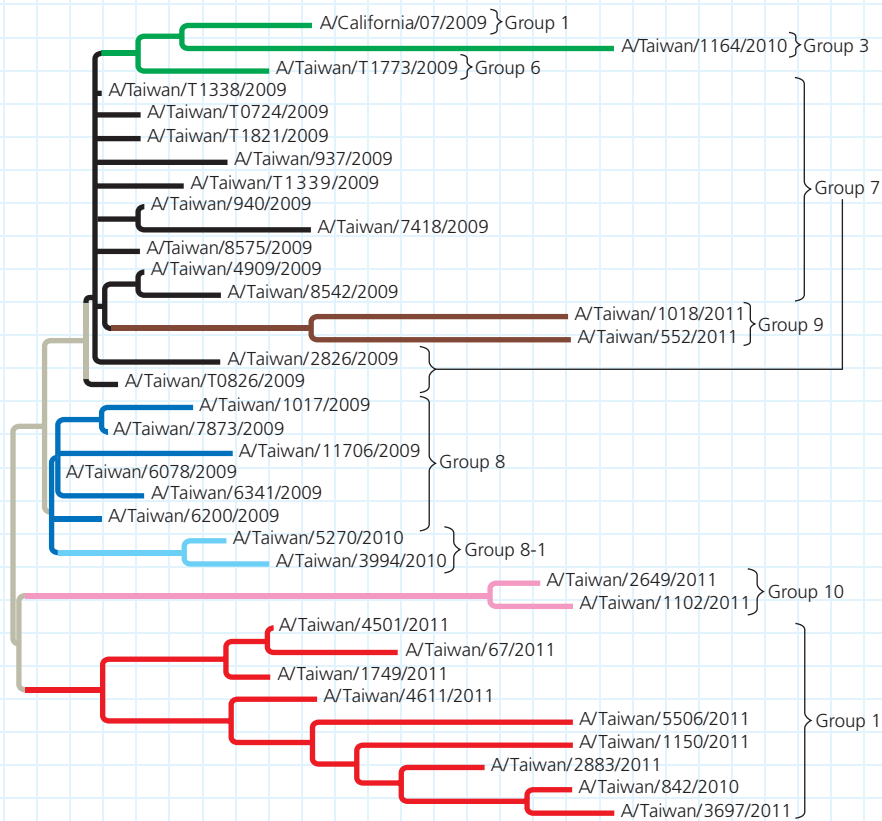 A/California/07/2009 Group 1
A/Taiwan/1164/2010 Group 3
A/Taiwan/T1773/2009 Group 6
A/Taiwan/T1338/2009
A/Taiwan/T0724/2009
A/Taiwan/T1821/2009
A/Taiwan/937/2009
A/Taiwan/T1339/2009
Group 7
A/Taiwan/940/2009
A/Taiwan/7418/2009
A/Taiwan/8575/2009
A/Taiwan/4909/2009
A/Taiwan/8542/2009
A/Taiwan/1018/2011
Group 9
A/Taiwan/552/2011
A/Taiwan/2826/2009
A/Taiwan/T0826/2009
A/Taiwan/1017/2009
A/Taiwan/7873/2009
A/Taiwan/11706/2009
Group 8
A/Taiwan/6078/2009
A/Taiwan/6341/2009
A/Taiwan/6200/2009
A/Taiwan/5270/2010
Group 8-1
A/Taiwan/3994/2010
A/Taiwan/2649/2011
Group 10
A/Taiwan/1102/2011
A/Taiwan/4501/2011
A/Taiwan/67/2011
A/Taiwan/1749/2011
A/Taiwan/4611/2011
A/Taiwan/5506/2011
Group 1
A/Taiwan/1150/2011
A/Taiwan/2883/2011
A/Taiwan/842/2010
A/Taiwan/3697/2011